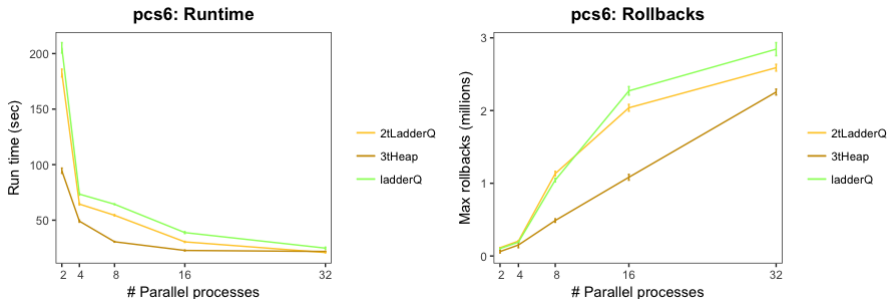 pcs6: Runtime
Run time (sec)
200
150
100
50
2 4 8 16 32
# Parallel processes
2tLadderQ
3tHeap
ladderQ
pcs6: Rollbacks
Max rollbacks (millions)
3
2
1
0
2 4 8 16 32
# Parallel processes
2tLadderQ
3tHeap
ladderQ